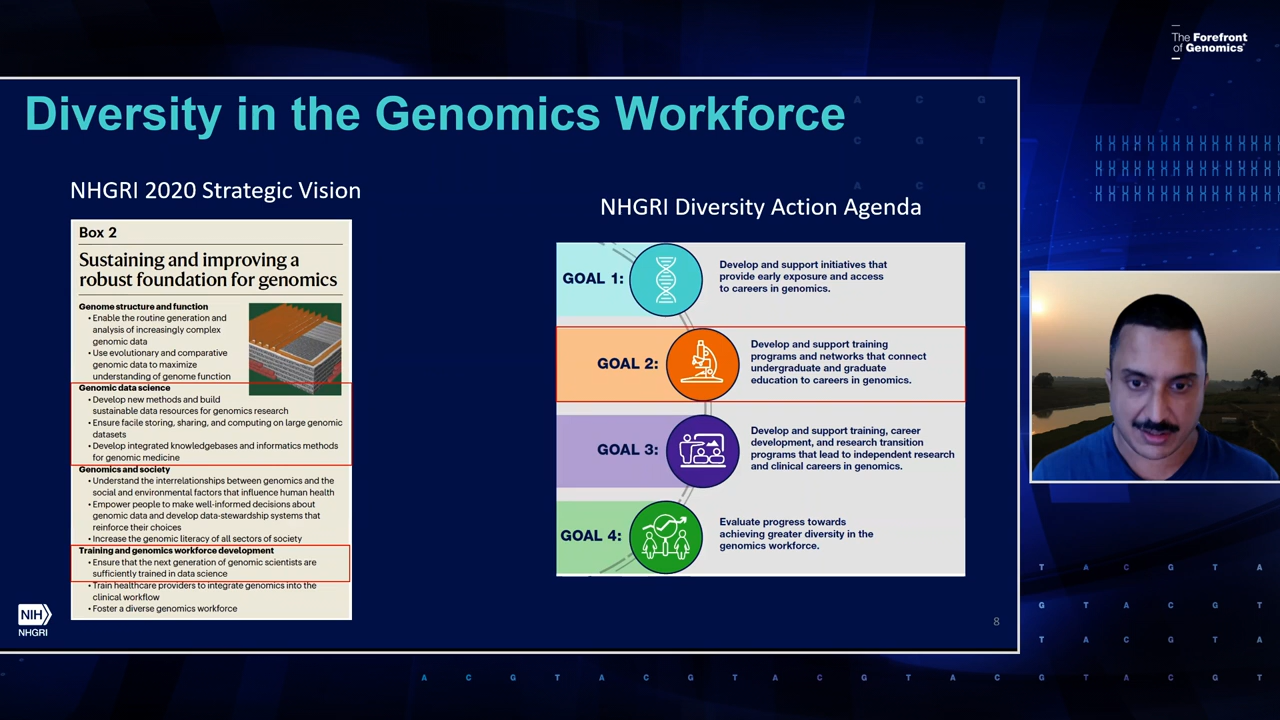 The Forefront
of Genomics
Diversity in the Genomics Workforce
NHGRI 2020 Strategic Vision
Box 2
Sustaining and improving a
robust foundation for genomics
Genome structure and function
• Enable the routine generation and
analysis of increasingly complex
genomic data
• Use evolutionary and comparative
genomic data to maximize
understanding of genome function
Genomic data science
• Develop new methods and build
sustainable data resources for genomics research
• Ensure facile storing, sharing, and computing on large genomic
datasets
• Develop integrated knowledgebases and informatics methods
for genomic medicine
Genomics and society
• Understand the interrelationships between genomics and the
social and environmental factors that influence human health
• Empower people to make well-informed decisions about
genomic data and develop data-stewardship systems that
reinforce their choices
• Increase the genomic literacy of all sectors of society
Training and genomics workforce development
• Ensure that the next generation of genomic scientists are
sufficiently trained in data science
• Train healthcare providers to integrate genomics into the
clinical workflow
• Foster a diverse genomics workforce
NHGRI Diversity Action Agenda
GOAL 1:
Develop and support initiatives that
provide early exposure and access
to careers in genomics.
GOAL 2:
Develop and support training
programs and networks that connect
undergraduate and graduate
education to careers in genomics.
GOAL 3:
Develop and support training, career
development, and research transition
programs that lead to independent research
and clinical careers in genomics.
GOAL 4:
Evaluate progress towards
achieving greater diversity in the
genomics workforce.
NIH
NHGRI
8
A C G
C G T
A C G
T A C G T A
G T A C G T
T A C G T A
A C G T A C G T A C G T A C G T A C G T